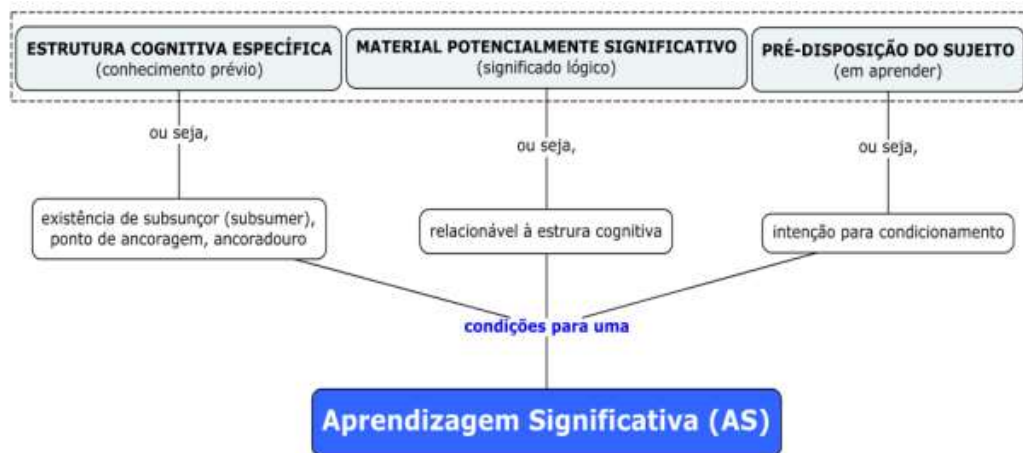 ESTRUTURA COGNITIVA ESPECÍFICA
(conhecimento prévio)
MATERIAL POTENCIALMENTE SIGNIFICATIVO
(significado lógico)
PRÉ-DISPOSIÇÃO DO SUJEITO
(em aprender)
ou seja,
ou seja,
ou seja,
existência de subsunçor (subsumer),
ponto de ancoragem, ancoradouro
relacionável à estrura cognitiva
intenção para condicionamento
condições para uma
Aprendizagem Significativa (AS)